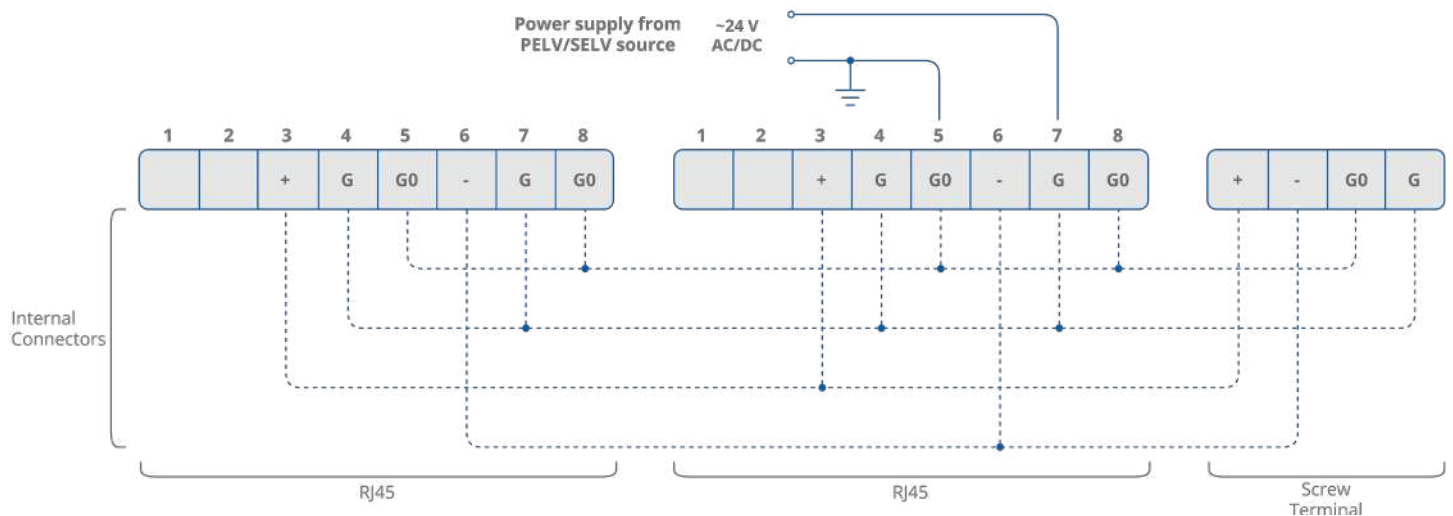 Power supply from ~24 V
PELV/SELV source AC/DC
1 2 3 4 5 6 7 8 1 2 3 4 5 6 7 8
+ G G0 - G G0 + G G0 - G G0 + - G0 G
Internal
Connectors
RJ45 RJ45 Screw
Terminal